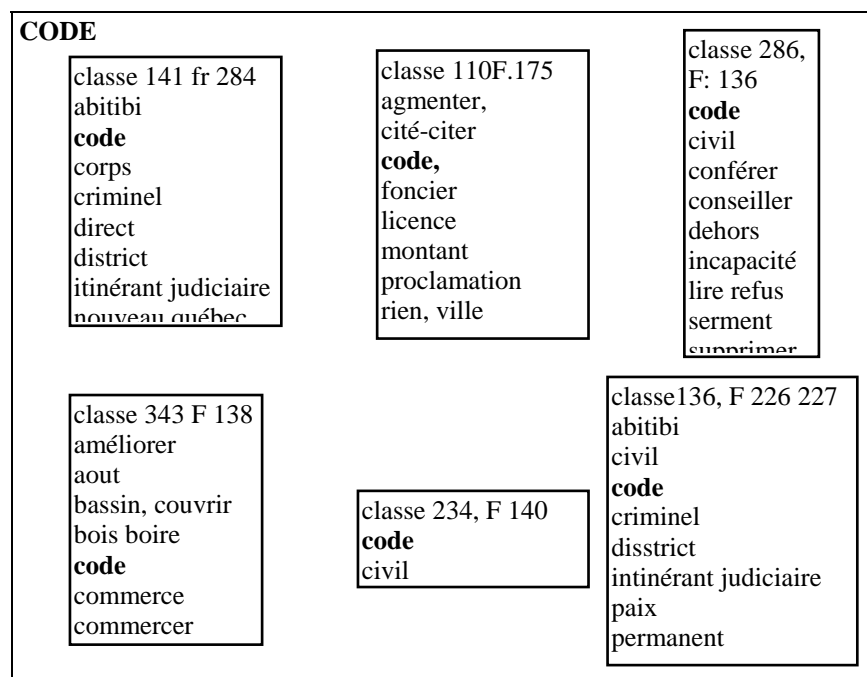 CODE
classe 141 fr 284
abitibi
code
corps
criminel
direct
district
itinérant judiciaire
nouveau québec
classe 110F.175
agmenter,
cité-citer
code,
foncier
licence
montant
proclamation
rien, ville
classe 286,
F: 136
code
civil
conférer
conseiller
dehors
incapacité
lire refus
serment
supprimer
classe 343 F 138
améliorer
aout
bassin, couvrir
bois boire
code
commerce
commercer
classe 234, F 140
code
civil
classe136, F 226 227
abitibi
civil
code
criminel
disstrict
intinérant judiciaire
paix
permanent